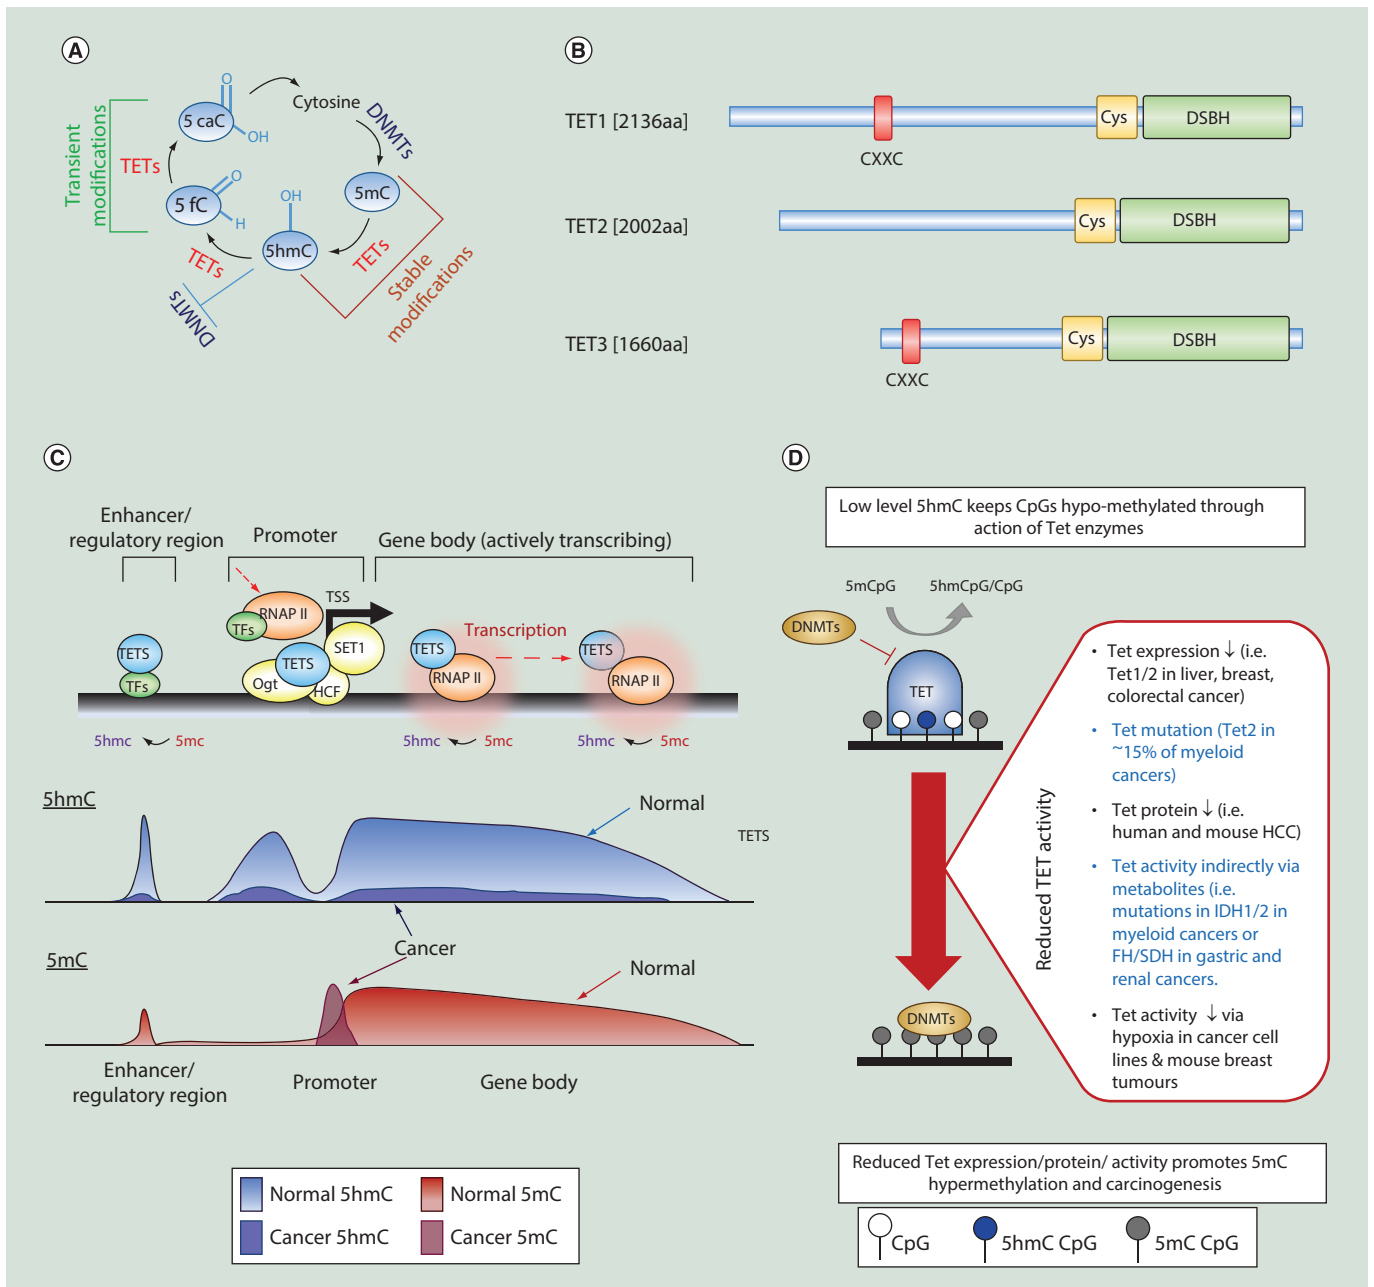 A
O
5 caC
OH
Cytosine
DNMTs
Transient
modifications
TETs
5 fC
O
H
OH
5mC
5hmC
TETs
TETs
DNMTs
Stable
modifications
B
TET1 [2136aa]
Cys
DSBH
CXXC
TET2 [2002aa]
Cys
DSBH
TET3 [1660aa]
Cys
DSBH
CXXC
C
Enhancer/
regulatory region
Promoter
Gene body (actively transcribing)
TSS
RNAP II
TFs
TETS
TFs
TETS
SET1
Ogt
HCF
TETS
RNAP II
Transcription
TETS
RNAP II
5hmc
5mc
5hmc
5mc
5hmc
5mc
5hmC
Normal
TETS
Cancer
5mC
Normal
Enhancer/
regulatory region
Promoter
Gene body
Normal 5hmC
Normal 5mC
Cancer 5hmC
Cancer 5mC
D
Low level 5hmC keeps CpGs hypo-methylated through
action of Tet enzymes
5mCpG
5hmCpG/CpG
DNMTs
TET
Reduced TET activity
• Tet expression ↓ (i.e.
Tet1/2 in liver, breast,
colorectal cancer)
• Tet mutation (Tet2 in
~15% of myeloid
cancers)
• Tet protein ↓ (i.e.
human and mouse HCC)
• Tet activity indirectly via
metabolites (i.e.
mutations in IDH1/2 in
myeloid cancers or
FH/SDH in gastric and
renal cancers.
• Tet activity ↓ via
hypoxia in cancer cell
lines & mouse breast
tumours
DNMTs
Reduced Tet expression/protein/ activity promotes 5mC
hypermethylation and carcinogenesis
CpG
5hmC CpG
5mC CpG